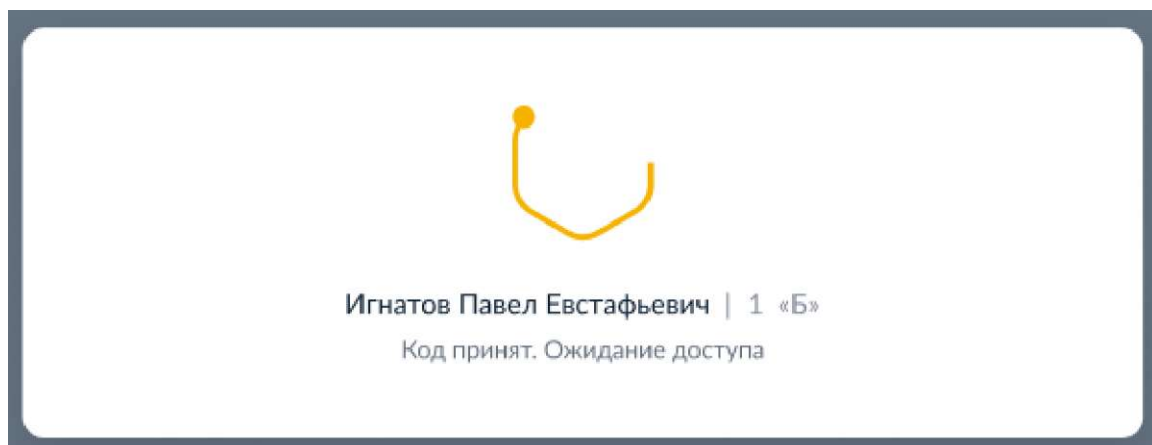 Игнатов Павел Евстафьевич | 1 «Б»
Код принят. Ожидание доступа